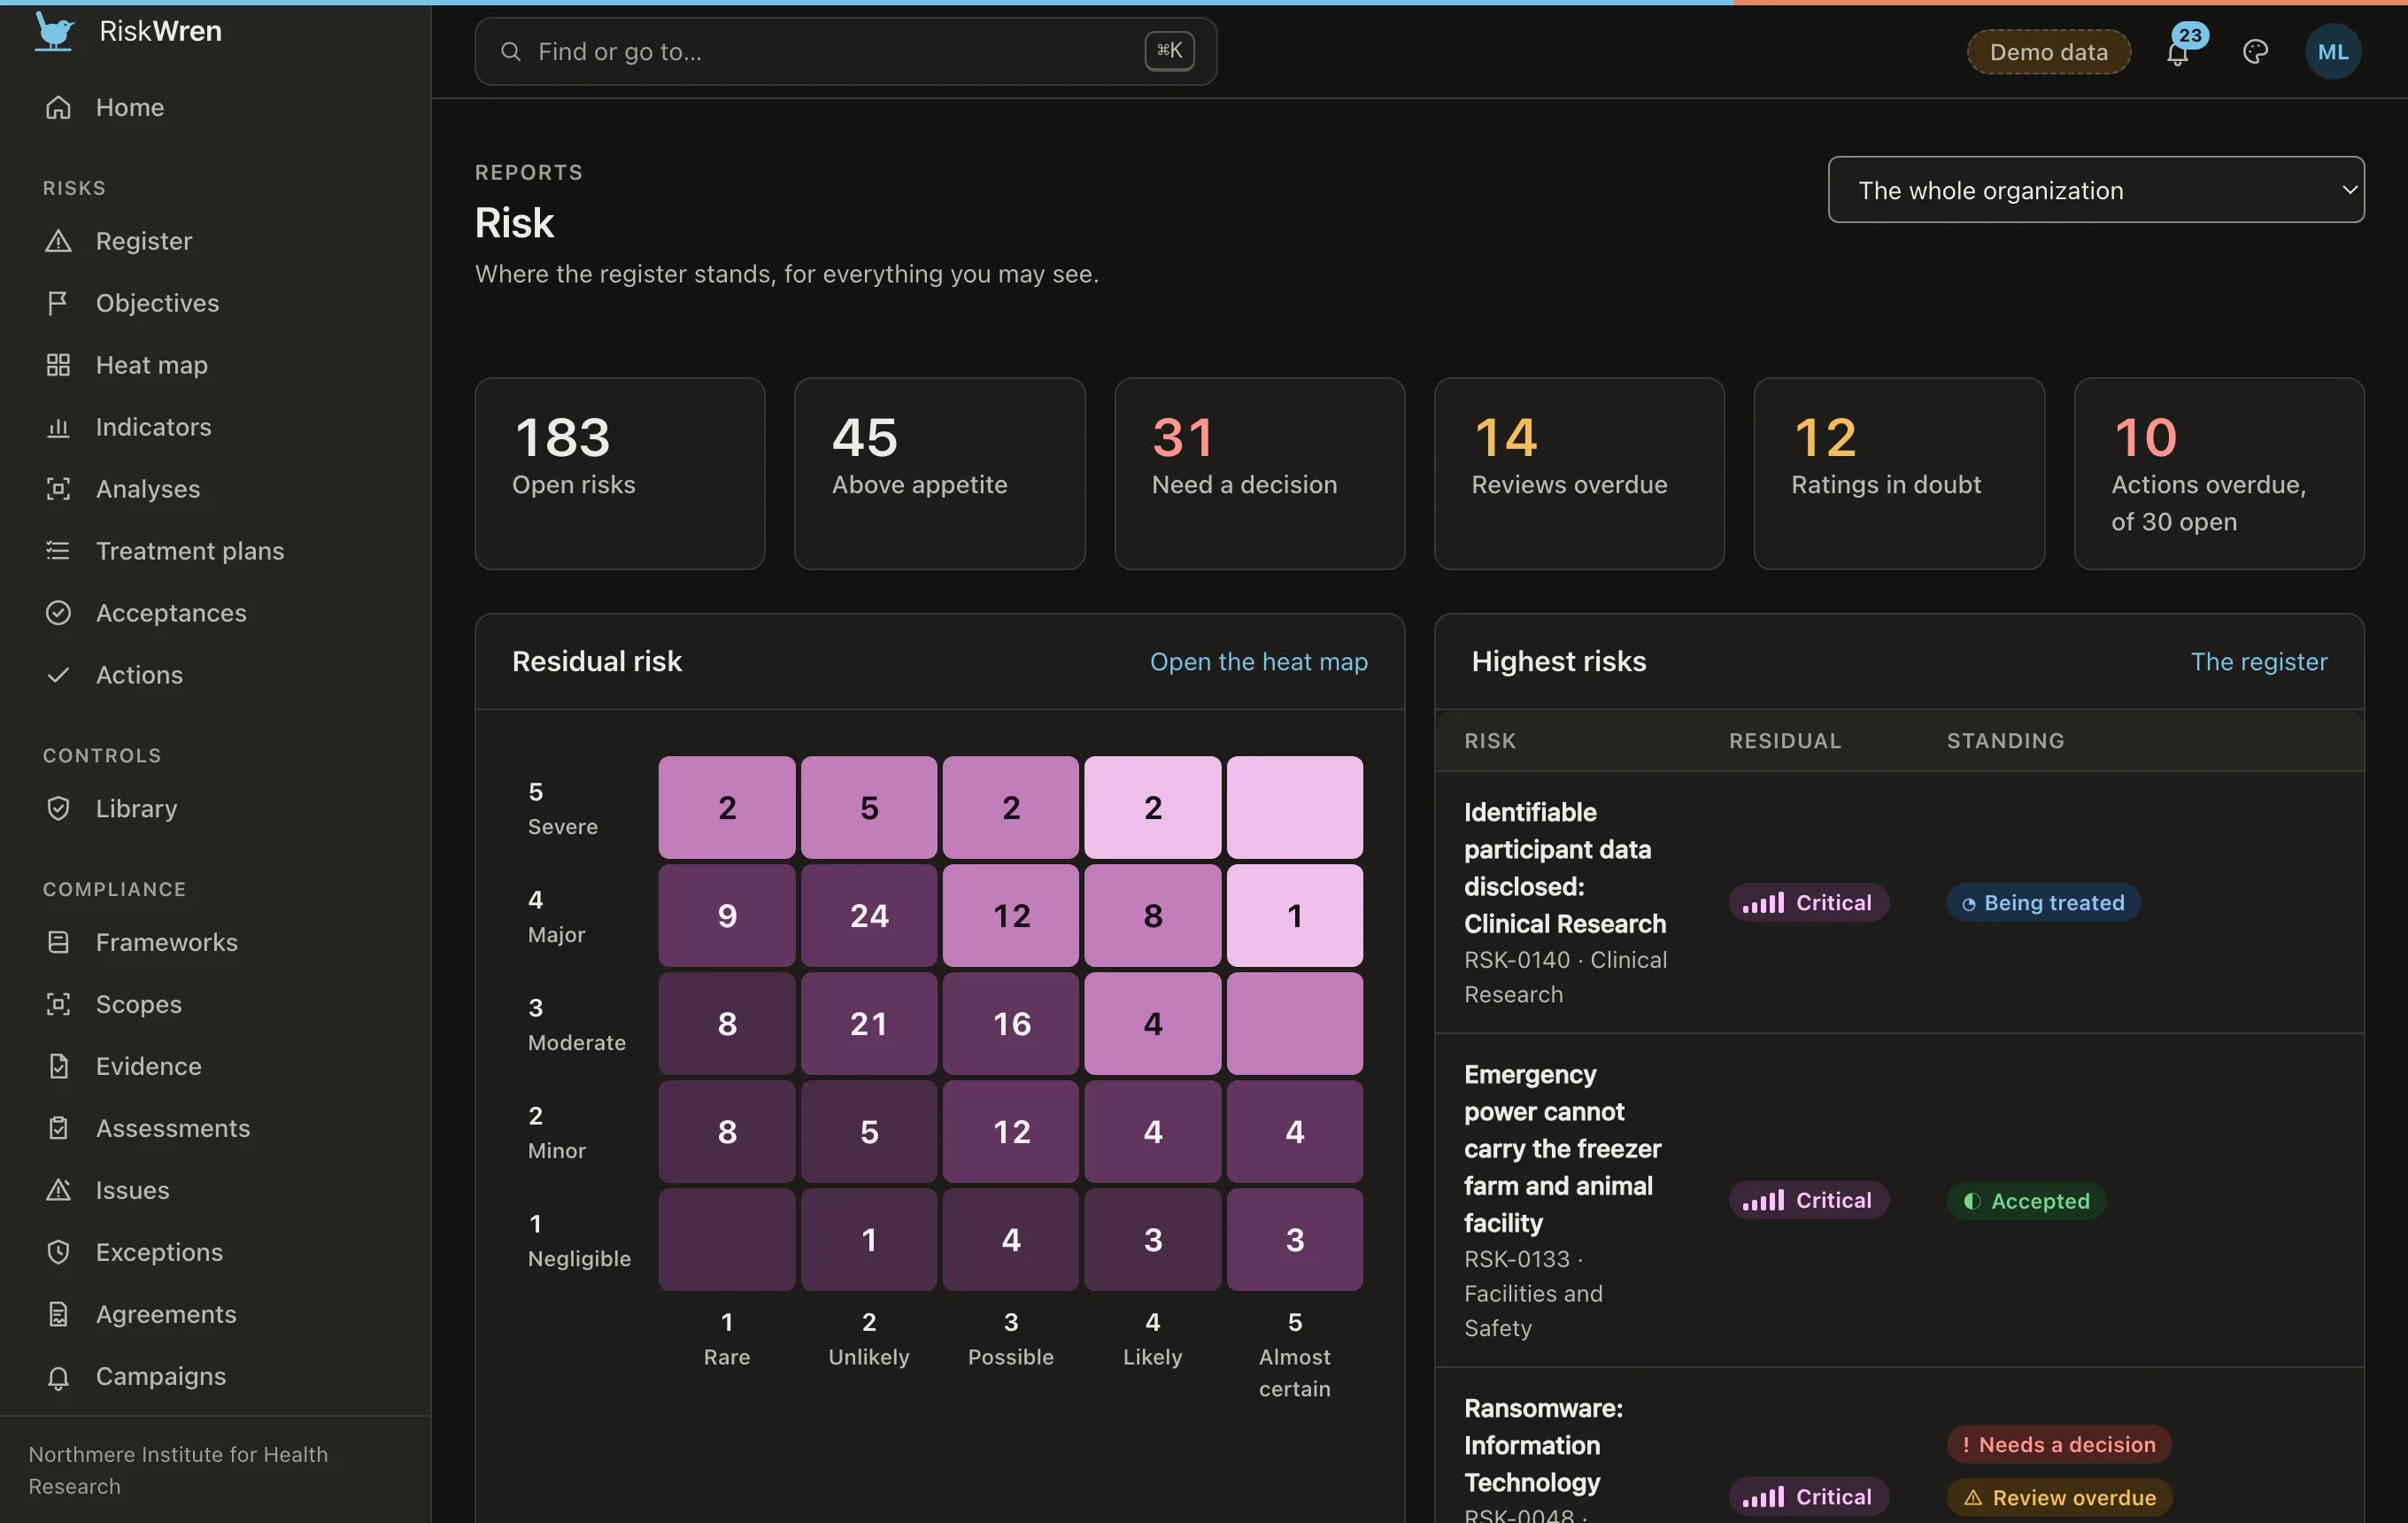 RiskWren
Find or go to...
⌘K
Demo data
23
ML
Home
RISKS
Register
Objectives
Heat map
Indicators
Analyses
Treatment plans
Acceptances
Actions
CONTROLS
Library
COMPLIANCE
Frameworks
Scopes
Evidence
Assessments
Issues
Exceptions
Agreements
Campaigns
Northmere Institute for Health
Research
REPORTS
Risk
Where the register stands, for everything you may see.
The whole organization
183
Open risks
45
Above appetite
31
Need a decision
14
Reviews overdue
12
Ratings in doubt
10
Actions overdue,
of 30 open
Residual risk
Open the heat map
5
Severe
2 5 2 2
4
Major
9 24 12 8 1
3
Moderate
8 21 16 4
2
Minor
8 5 12 4 4
1
Negligible
1 4 3 3
1 2 3 4 5
Rare Unlikely Possible Likely Almost
certain
Highest risks
The register
RISK RESIDUAL STANDING
Identifiable
participant data
disclosed:
Clinical Research
RSK-0140 · Clinical
Research
Critical
Being treated
Emergency
power cannot
carry the freezer
farm and animal
facility
RSK-0133 ·
Facilities and
Safety
Critical
Accepted
Ransomware:
Information
Technology
RSK-0048 ·
Critical
! Needs a decision
Review overdue